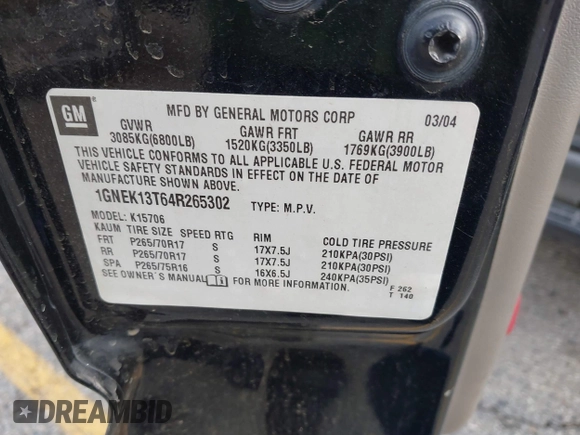 GM ®
MFD BY GENERAL MOTORS CORP 03/04
GVWR GAWR FRT GAWR RR
3085KG(6800LB) 1520KG(3350LB) 1769KG(3900LB)
THIS VEHICLE CONFORMS TO ALL APPLICABLE U.S. FEDERAL MOTOR
VEHICLE SAFETY STANDARDS IN EFFECT ON THE DATE OF
MANUFACTURE SHOWN ABOVE.
1GNEK13T64R265302 TYPE: M.P.V.
MODEL: K15706
KAUM TIRE SIZE SPEED RTG RIM COLD TIRE PRESSURE
FRT P265/70R17 S 17X7.5J 210KPA(30PSI)
RR P265/70R17 S 17X7.5J 210KPA(30PSI)
SPA P265/75R16 S 16X6.5J 240KPA(35PSI)
SEE OWNER'S MANUAL FOR MORE INFORMATION.
F 262
T 140
DREAMBID